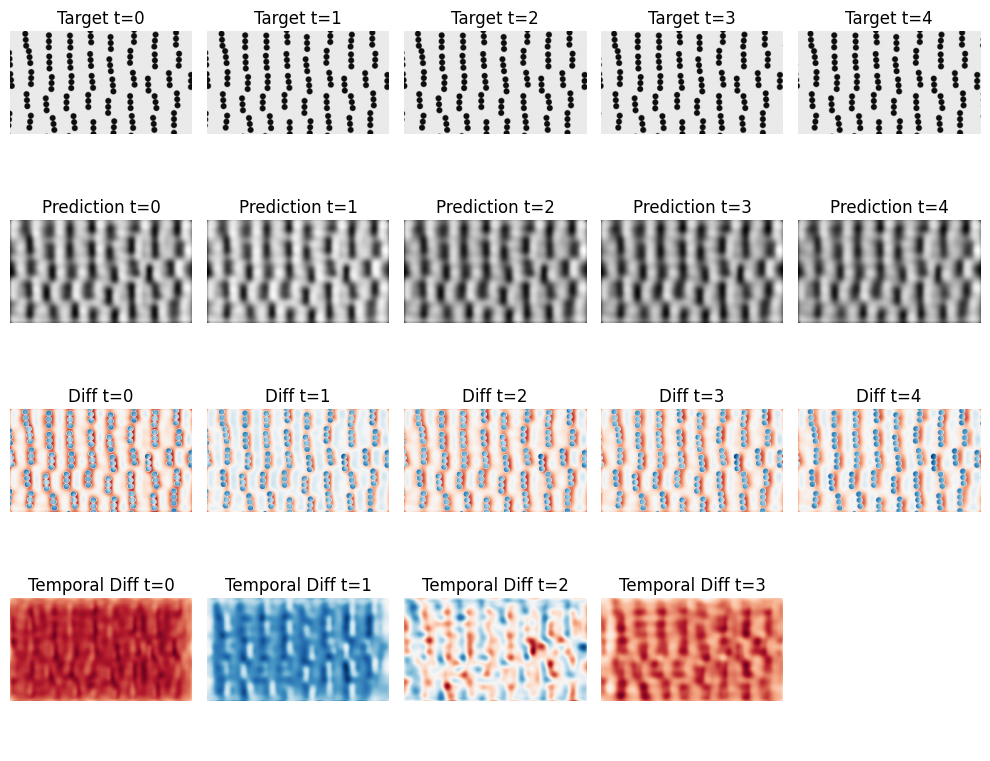 Target t=0 Target t=1 Target t=2 Target t=3 Target t=4
Prediction t=0 Prediction t=1 Prediction t=2 Prediction t=3 Prediction t=4
Diff t=0 Diff t=1 Diff t=2 Diff t=3 Diff t=4
Temporal Diff t=0 Temporal Diff t=1 Temporal Diff t=2 Temporal Diff t=3